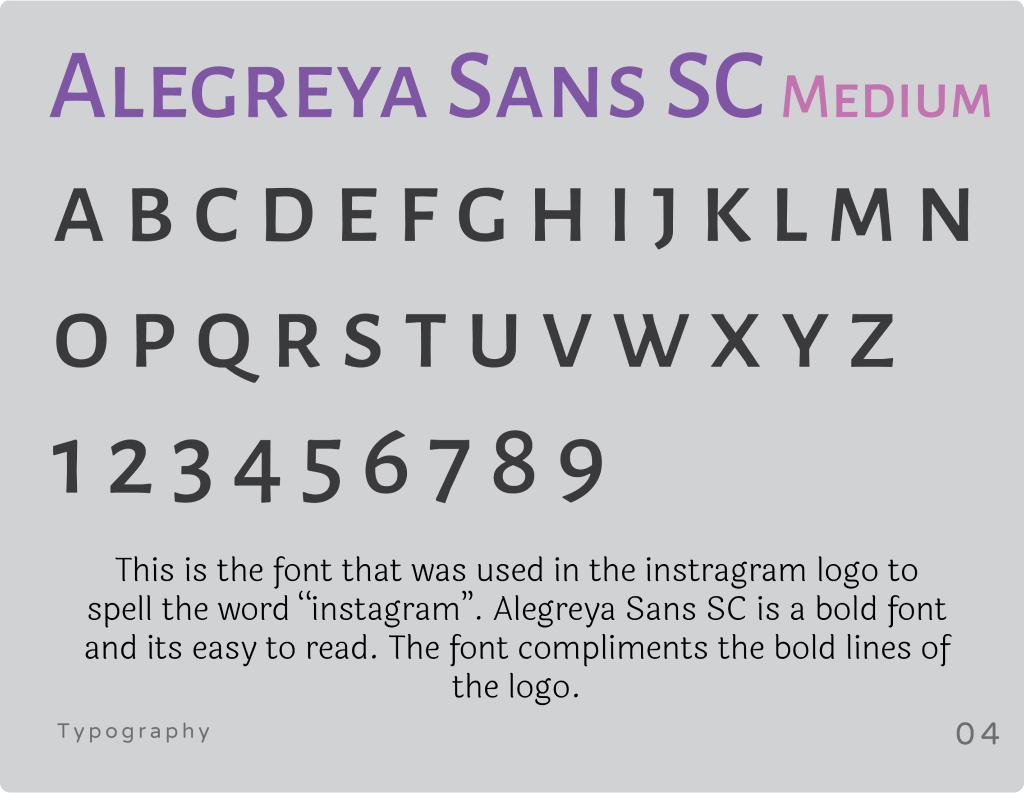 Alegreya Sans SC Medium
A B C D E F G H I J K L M N
O P Q R S T U V W X Y Z
1 2 3 4 5 6 7 8 9
This is the font that was used in the instragram logo to
spell the word “instagram”. Alegreya Sans SC is a bold font
and its easy to read. The font compliments the bold lines of
the logo.
Typography
04